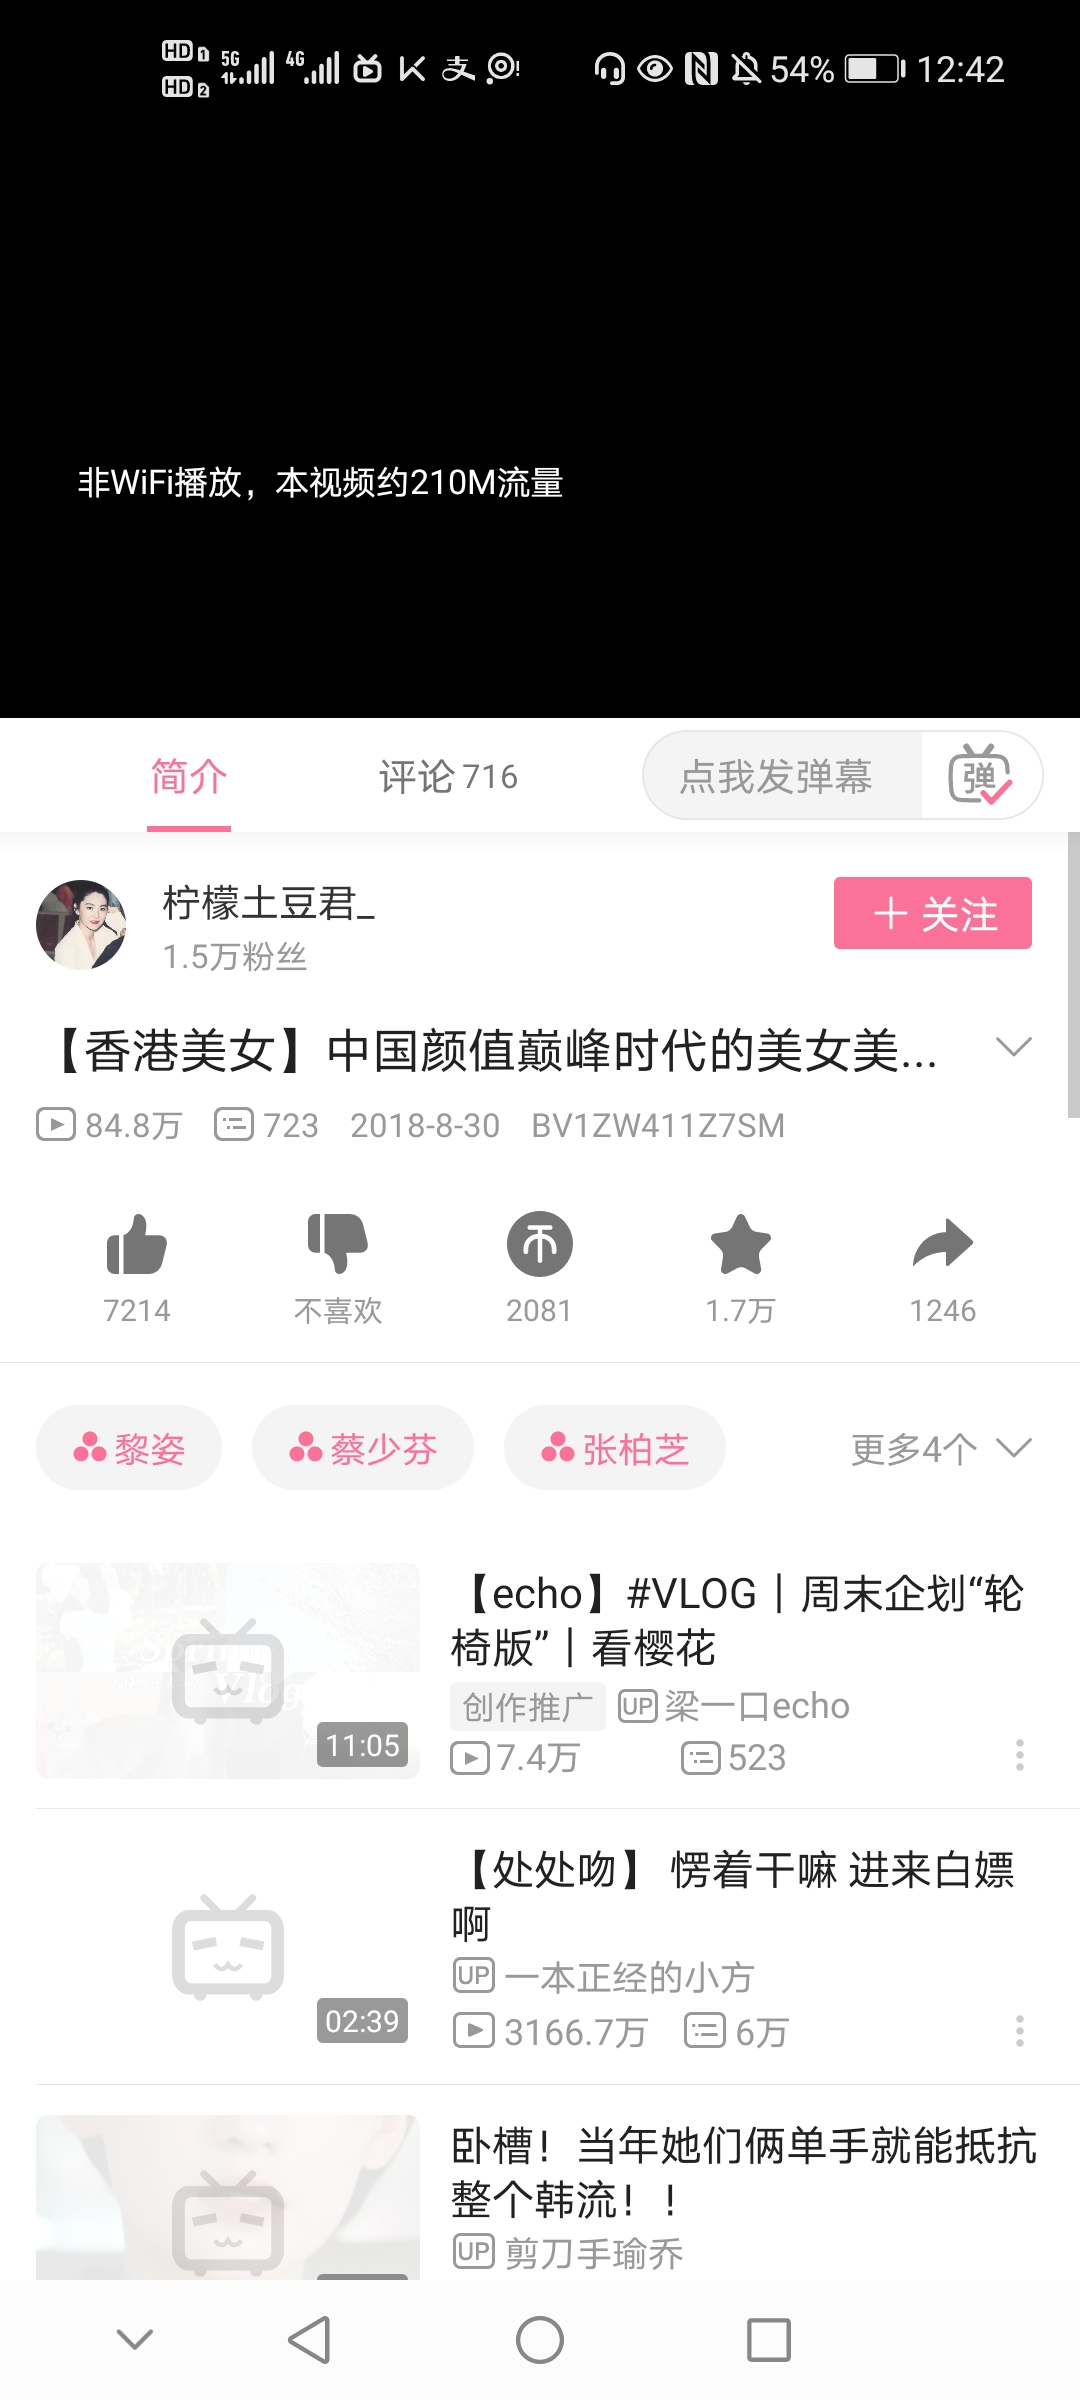 HD 1 5G 4G 54% 12:42
HD 2
非WiFi播放，本视频约210M流量
简介 评论 716 点我发弹幕 弹
柠檬土豆君_
1.5万粉丝
关注
【香港美女】中国颜值巅峰时代的美女美...
84.8万 723 2018-8-30 BV1ZW411Z7SM
7214 不喜欢 2081 1.7万 1246
黎姿 蔡少芬 张柏芝 更多4个
【echo】#VLOG｜周末企划“轮
椅版”｜看樱花
创作推广 UP 梁一口echo
11:05
7.4万 523
【处处吻】 愣着干嘛 进来白嫖
啊
UP 一本正经的小方
02:39
3166.7万 6万
卧槽！当年她们俩单手就能抵抗
整个韩流！！
UP 剪刀手瑜乔